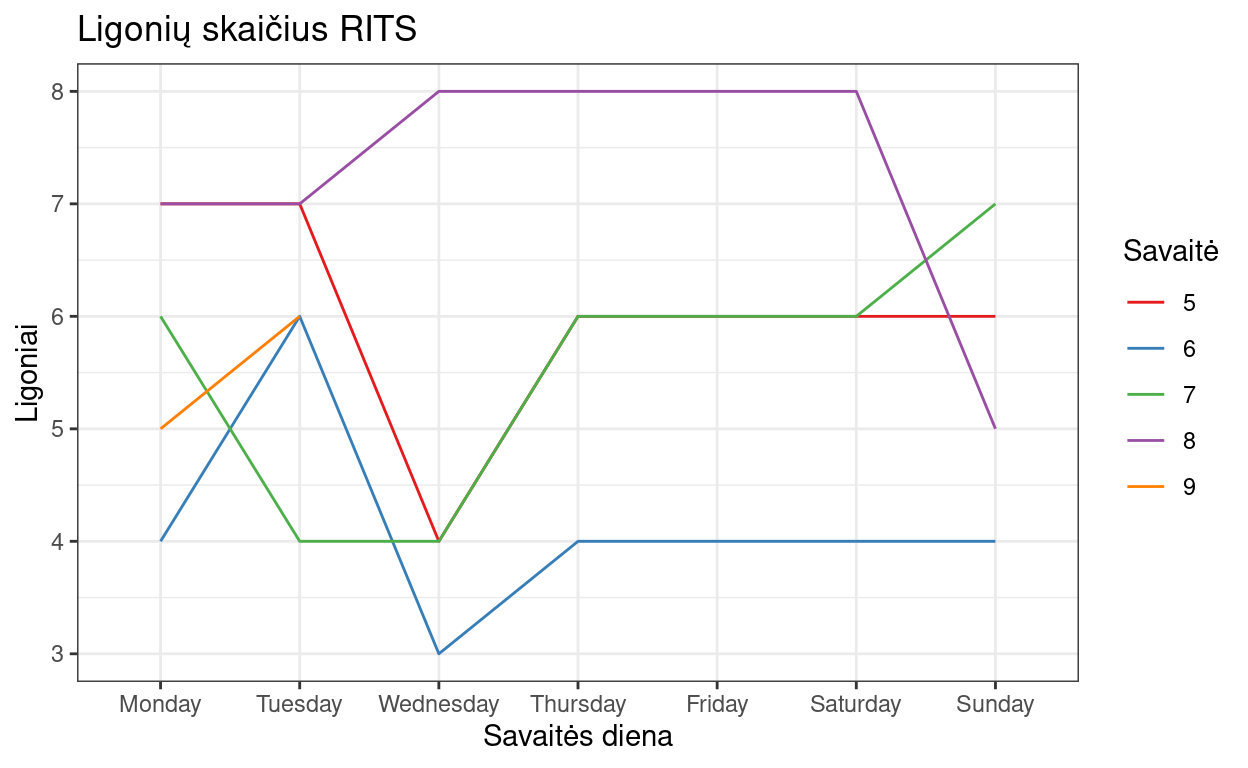 Ligonių skaičius RITS
8
7
6
5
4
3
Ligoniai
Monday Tuesday Wednesday Thursday Friday Saturday Sunday
Savaitės diena
Savaitė
5
6
7
8
9